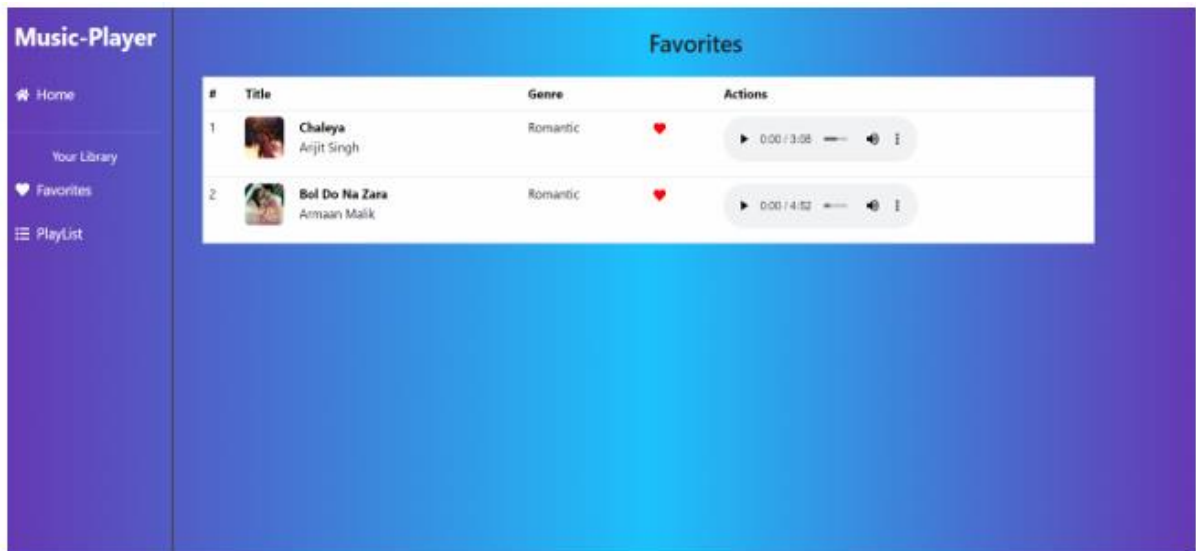 Music-Player
Home
Your Library
Favorites
PlayList
Favorites
# Title Genre Actions
1 Chaleya Romantic 0:00 / 3:08
Arijit Singh
2 Bol Do Na Zara Romantic 0:00 / 4:52
Armaan Malik